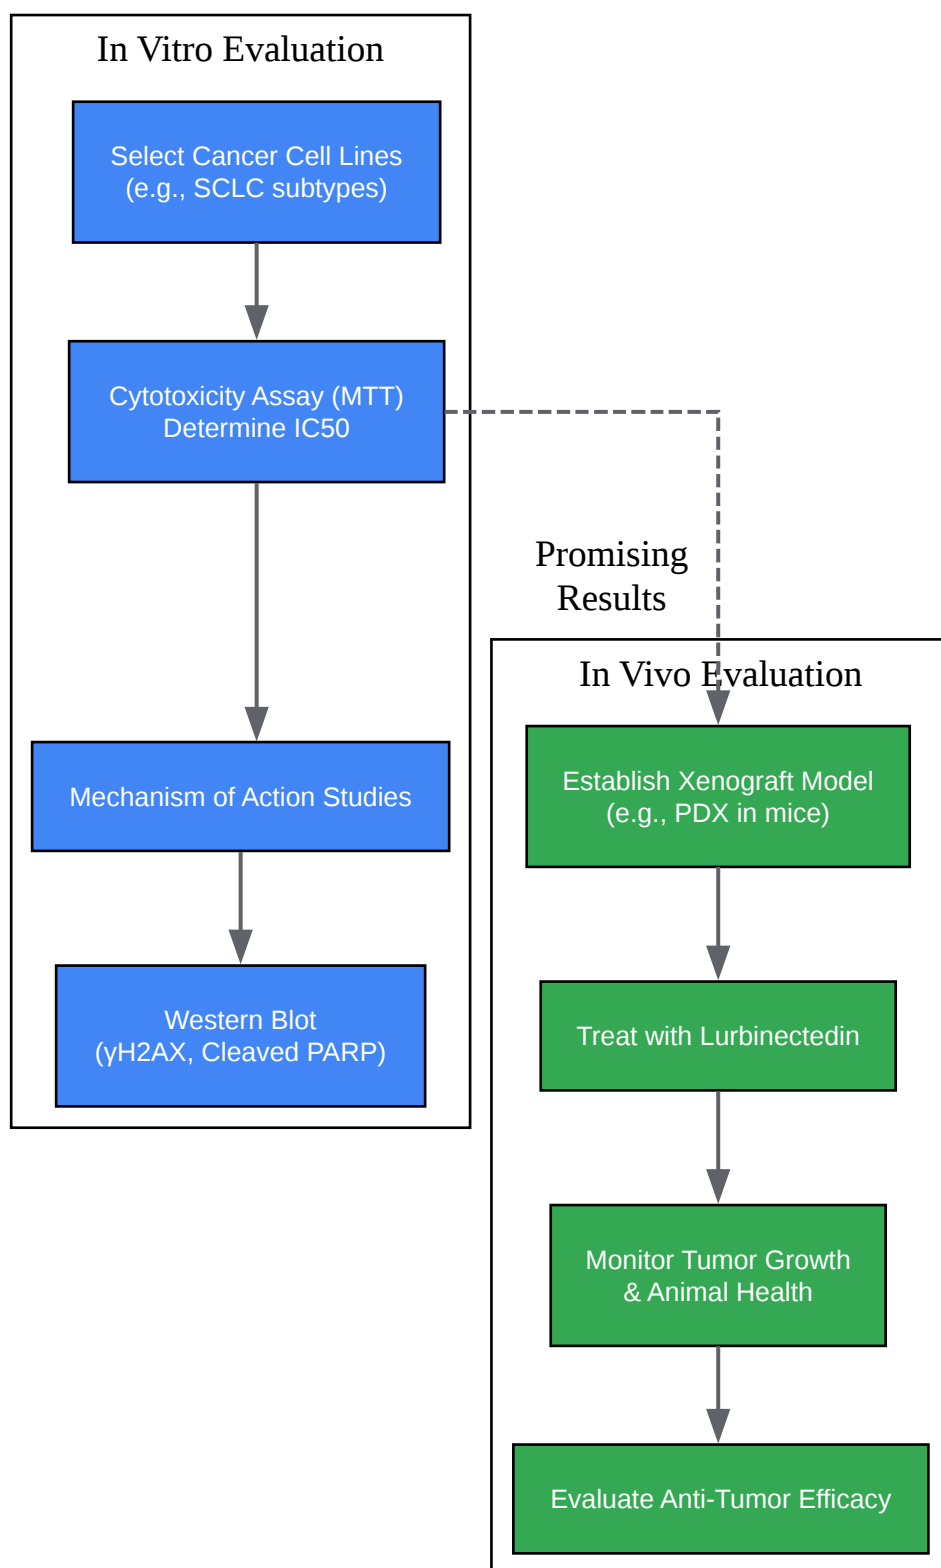 In Vitro Evaluation
Select Cancer Cell Lines
(e.g., SCLC subtypes)
Cytotoxicity Assay (MTT)
Determine IC50
Mechanism of Action Studies
Western Blot
(γH2AX, Cleaved PARP)
Promising
Results
In Vivo Evaluation
Establish Xenograft Model
(e.g., PDX in mice)
Treat with Lurbinectedin
Monitor Tumor Growth
& Animal Health
Evaluate Anti-Tumor Efficacy